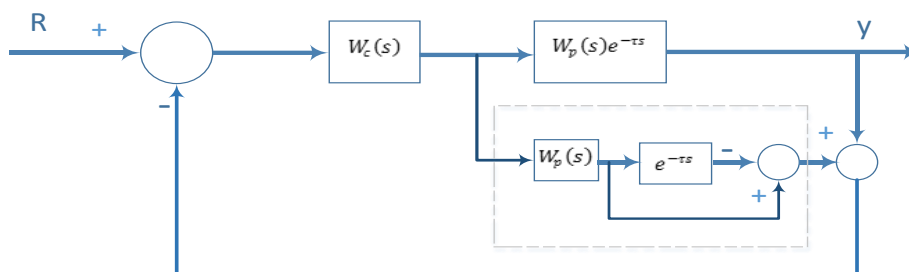 R + y
W_c(s) W_p(s)e^{-τs}
-
+
W_p(s) e^{-τs} -
+